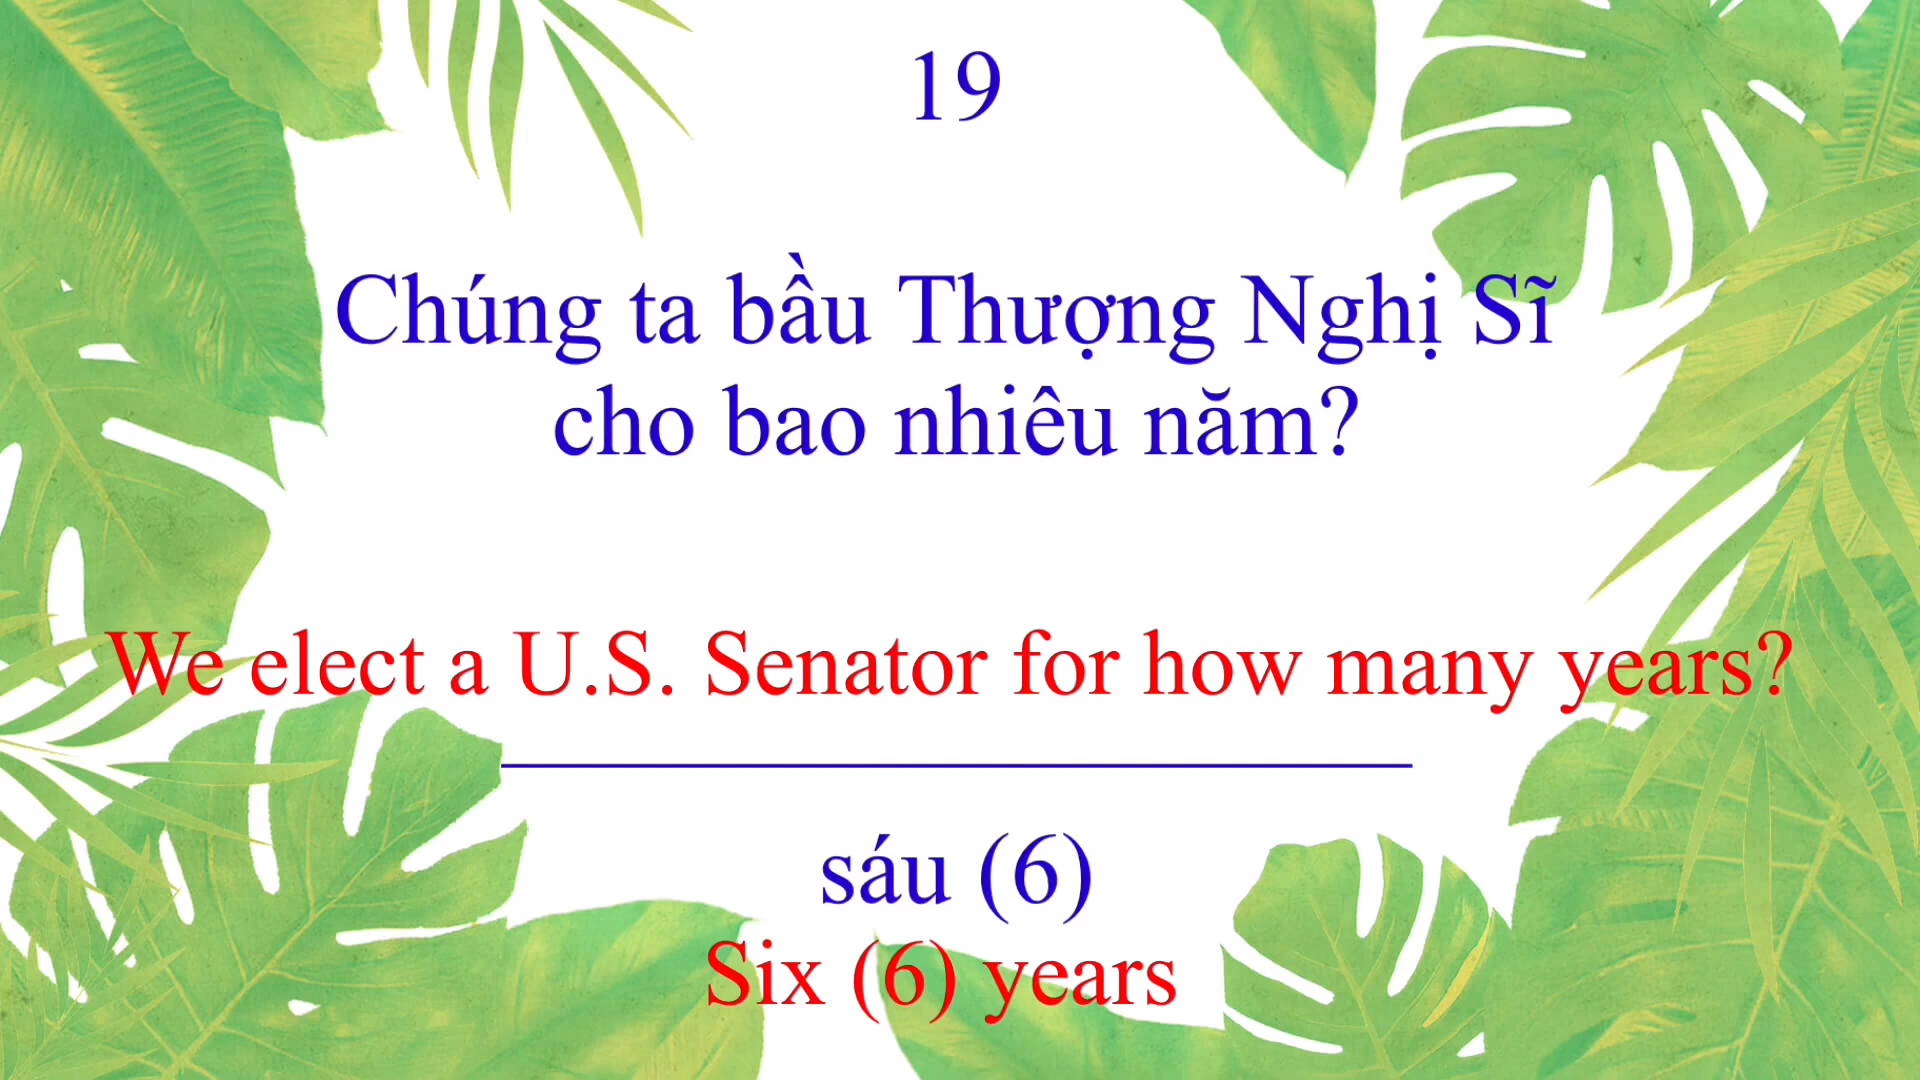 19
Chúng ta bầu Thượng Nghị Sĩ
cho bao nhiêu năm?
We elect a U.S. Senator for how many years?
sáu (6)
Six (6) years